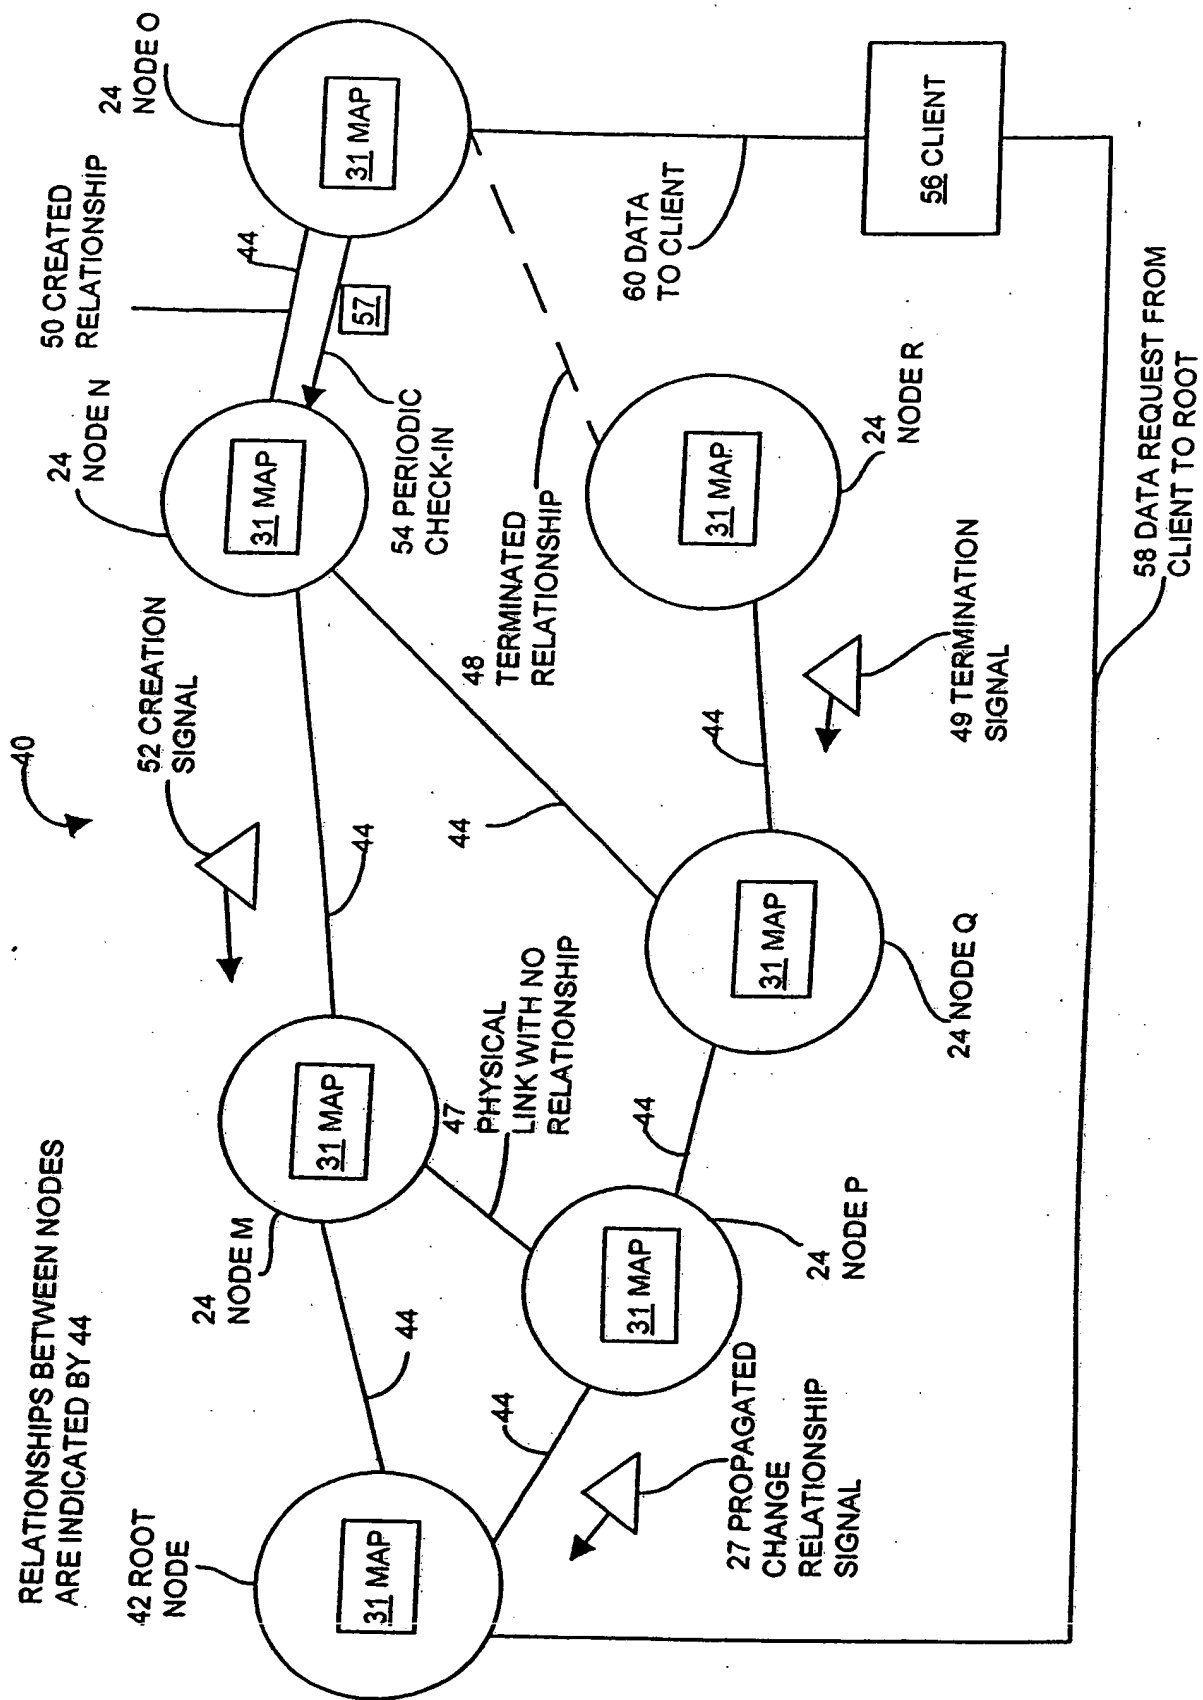 RELATIONSHIPS BETWEEN NODES
ARE INDICATED BY 44
40
42 ROOT
NODE
31 MAP
44
24
NODE M
31 MAP
44
52 CREATION
SIGNAL
24
NODE N
31 MAP
50 CREATED
RELATIONSHIP
44
57
54 PERIODIC
CHECK-IN
24
NODE O
31 MAP
47
PHYSICAL
LINK WITH NO
RELATIONSHIP
44
48
TERMINATED
RELATIONSHIP
44
27 PROPAGATED
CHANGE
RELATIONSHIP
SIGNAL
31 MAP
24
NODE P
44
31 MAP
24 NODE Q
44
49 TERMINATION
SIGNAL
31 MAP
24
NODE R
60 DATA
TO CLIENT
56 CLIENT
58 DATA REQUEST FROM
CLIENT TO ROOT